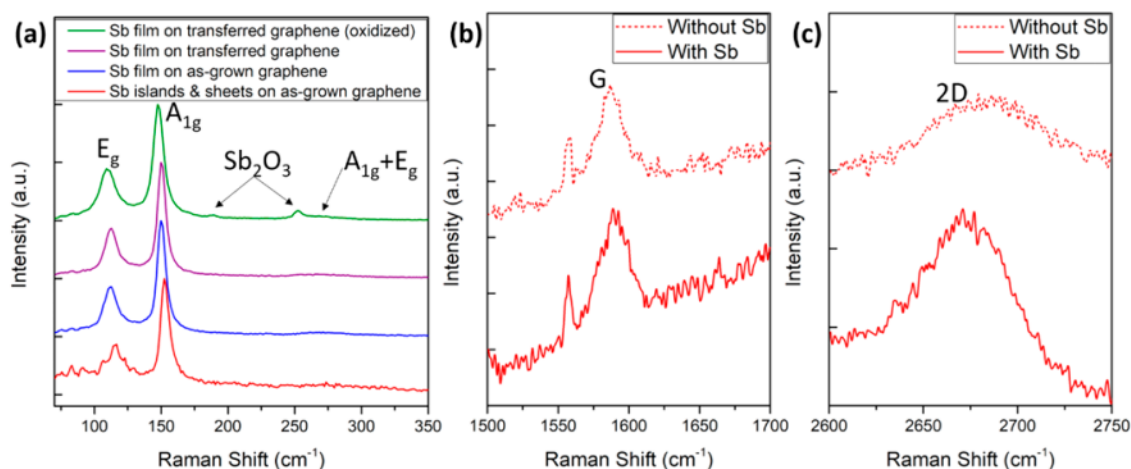 (a)
Sb film on transferred graphene (oxidized)
Sb film on transferred graphene
Sb film on as-grown graphene
Sb islands & sheets on as-grown graphene
A1g
Eg
Sb2O3
A1g+Eg
Intensity (a.u.)
100 150 200 250 300 350
Raman Shift (cm-1)
(b)
Without Sb
With Sb
G
Intensity (a.u.)
1500 1550 1600 1650 1700
Raman Shift (cm-1)
(c)
Without Sb
With Sb
2D
Intensity (a.u.)
2600 2650 2700 2750
Raman Shift (cm-1)